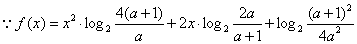 ∵ f(x) = x²·log₂ 4(a+1)/a + 2x·log₂ 2a/(a+1) + log₂ (a+1)²/4a²